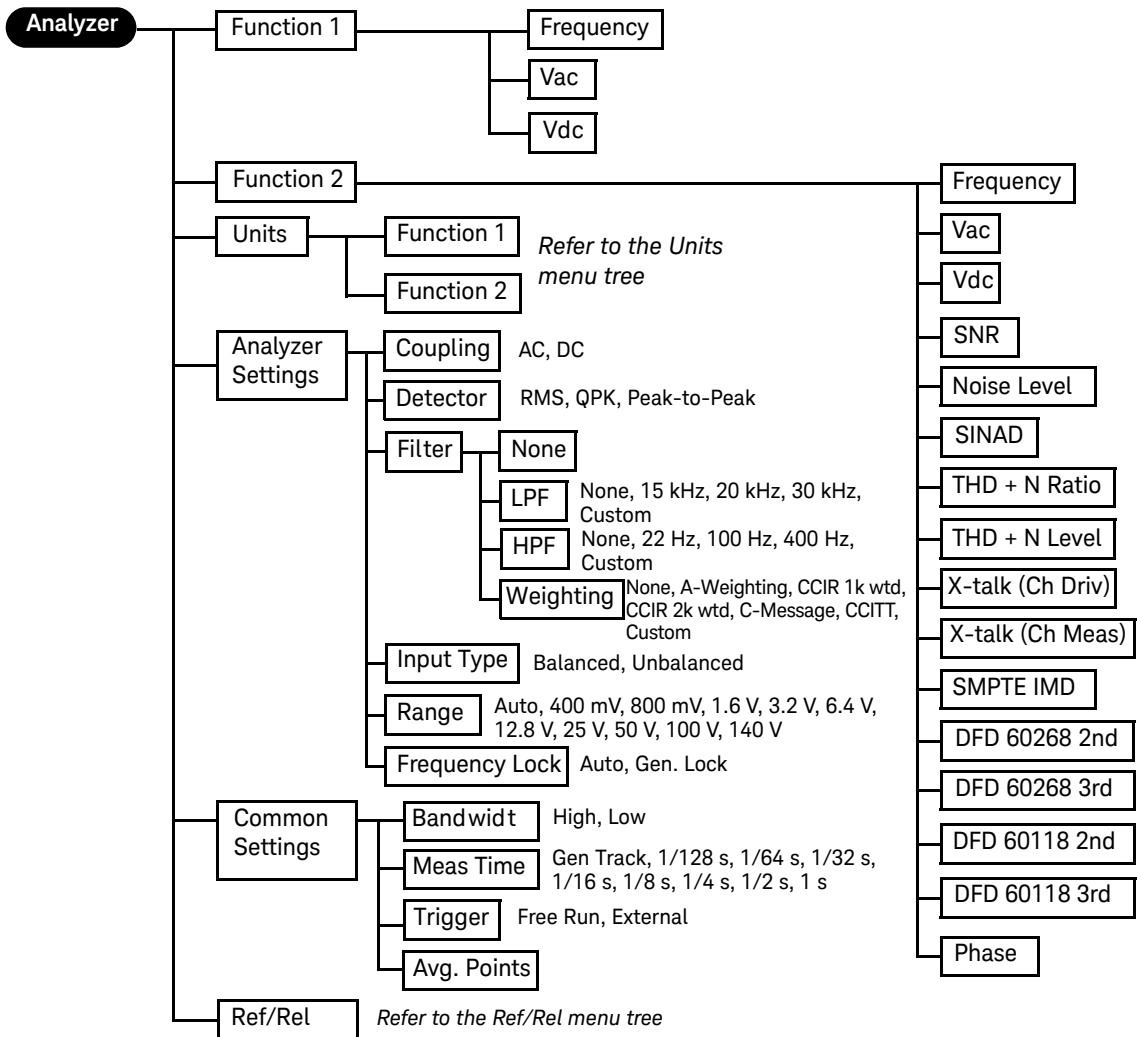 Analyzer
Function 1
Frequency
Vac
Vdc
Function 2
Frequency
Vac
Vdc
SNR
Noise Level
SINAD
THD + N Ratio
THD + N Level
X-talk (Ch Driv)
X-talk (Ch Meas)
SMPTE IMD
DFD 60268 2nd
DFD 60268 3rd
DFD 60118 2nd
DFD 60118 3rd
Phase
Units
Function 1
Function 2
Refer to the Units
menu tree
Analyzer
Settings
Coupling
AC, DC
Detector
RMS, QPK, Peak-to-Peak
Filter
None
LPF
None, 15 kHz, 20 kHz, 30 kHz,
Custom
HPF
None, 22 Hz, 100 Hz, 400 Hz,
Custom
Weighting
None, A-Weighting, CCIR 1k wtd,
CCIR 2k wtd, C-Message, CCITT,
Custom
Input Type
Balanced, Unbalanced
Range
Auto, 400 mV, 800 mV, 1.6 V, 3.2 V, 6.4 V,
12.8 V, 25 V, 50 V, 100 V, 140 V
Frequency Lock
Auto, Gen. Lock
Common
Settings
Bandwidt
High, Low
Meas Time
Gen Track, 1/128 s, 1/64 s, 1/32 s,
1/16 s, 1/8 s, 1/4 s, 1/2 s, 1 s
Trigger
Free Run, External
Avg. Points
Ref/Rel
Refer to the Ref/Rel menu tree